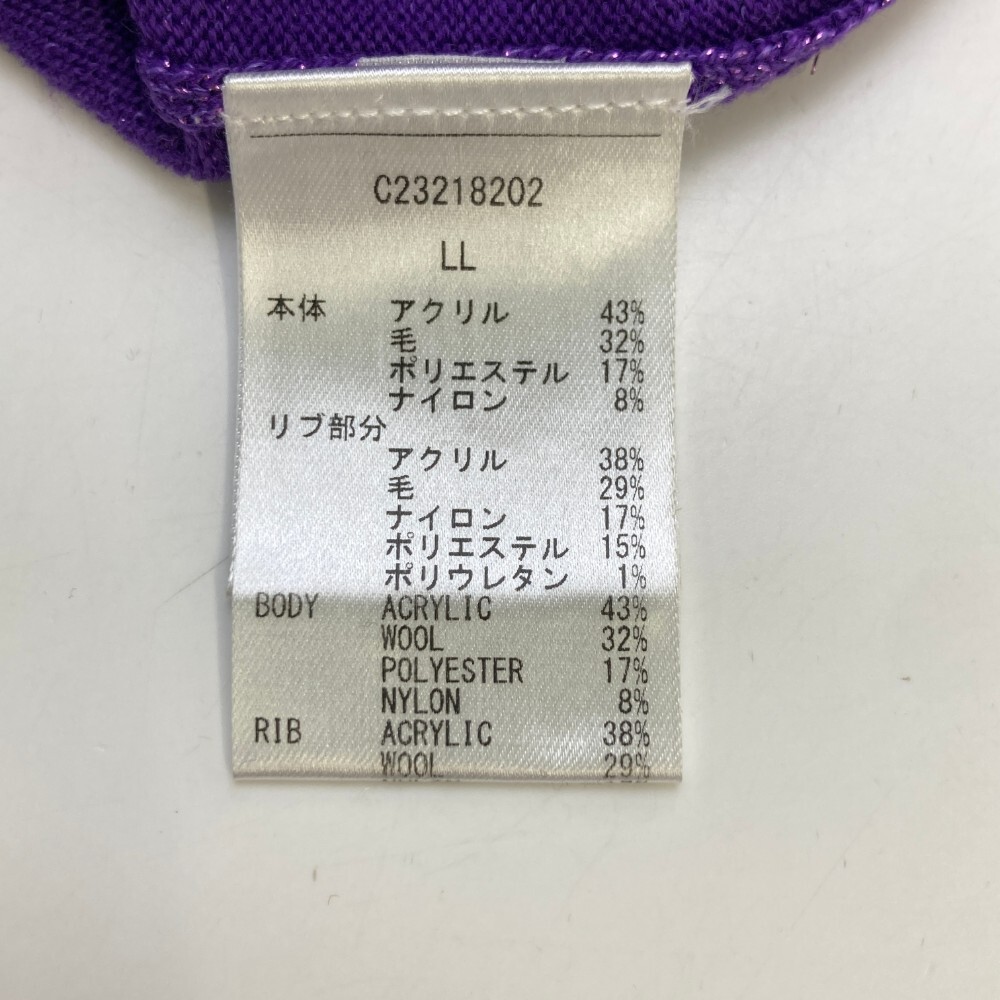 C23218202
LL
本体 アクリル 43%
毛 32%
ポリエステル 17%
ナイロン 8%
リブ部分
アクリル 38%
毛 29%
ナイロン 17%
ポリエステル 15%
ポリウレタン 1%
BODY ACRYLIC 43%
WOOL 32%
POLYESTER 17%
NYLON 8%
RIB ACRYLIC 38%
WOOL 29%